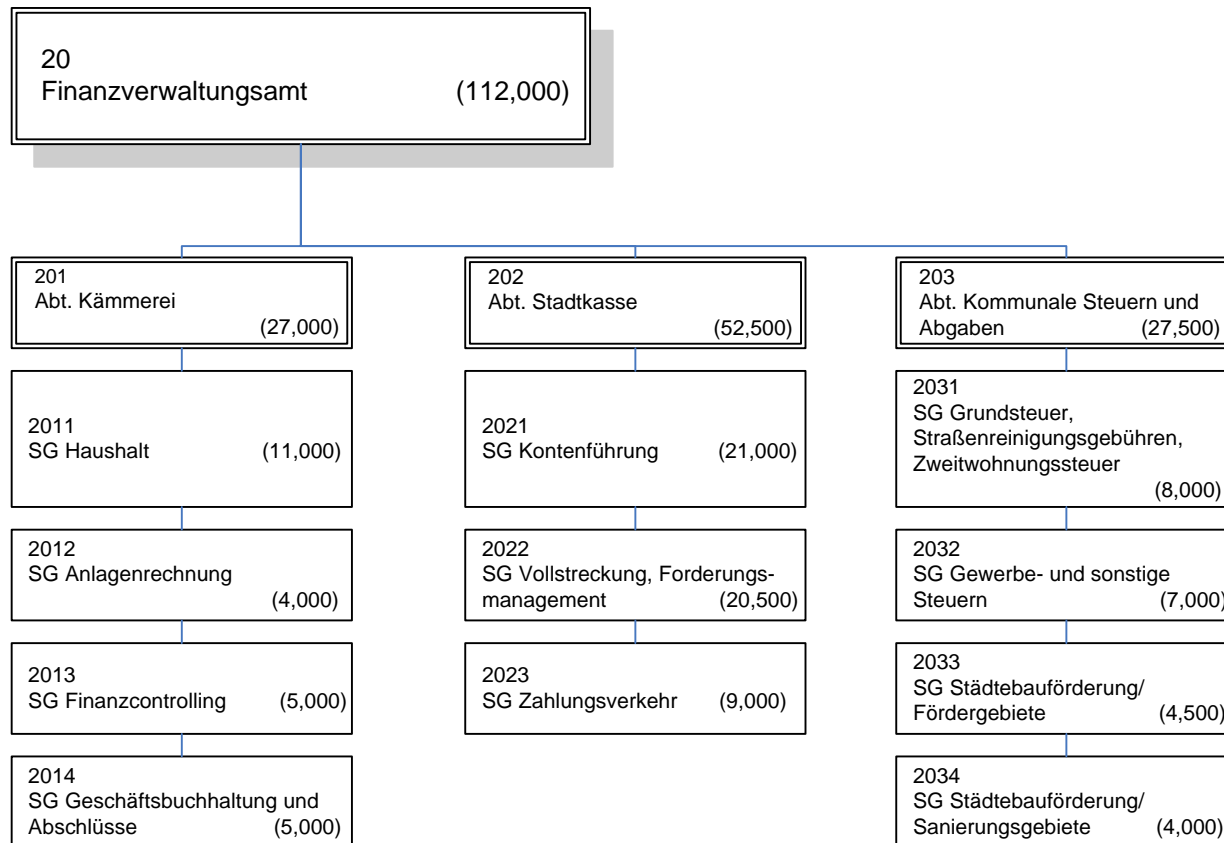 20
Finanzverwaltungsamt (112,000)
201
Abt. Kämmerei
(27,000)
2011
SG Haushalt (11,000)
2012
SG Anlagenrechnung
(4,000)
2013
SG Finanzcontrolling (5,000)
2014
SG Geschäftsbuchhaltung und
Abschlüsse (5,000)
202
Abt. Stadtkasse
(52,500)
2021
SG Kontenführung (21,000)
2022
SG Vollstreckung, Forderungs-
management (20,500)
2023
SG Zahlungsverkehr (9,000)
203
Abt. Kommunale Steuern und
Abgaben (27,500)
2031
SG Grundsteuer,
Straßenreinigungsgebühren,
Zweitwohnungssteuer
(8,000)
2032
SG Gewerbe- und sonstige
Steuern (7,000)
2033
SG Städtebauförderung/
Fördergebiete (4,500)
2034
SG Städtebauförderung/
Sanierungsgebiete (4,000)